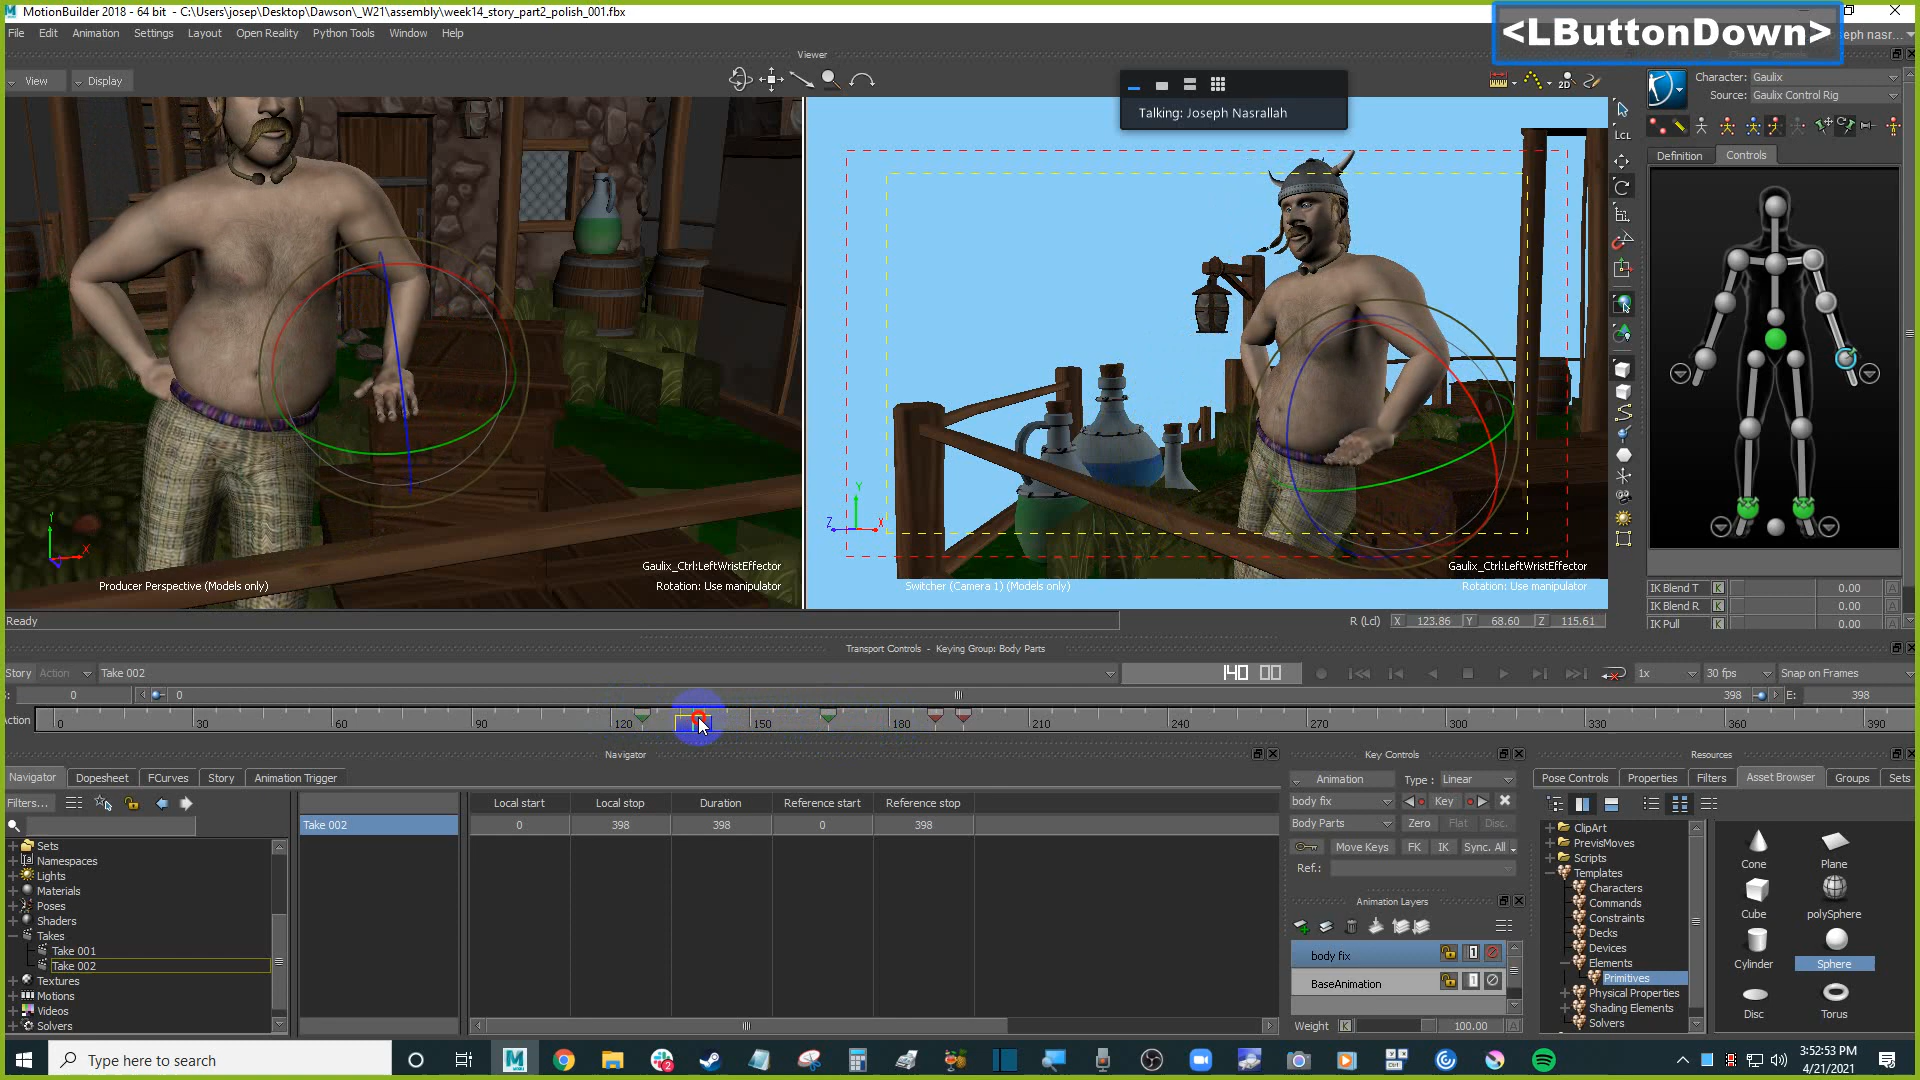 MotionBuilder 2018 - 64 bit - C:\Users\josep\Desktop\Dawson\_W21\assembly\week14_story_part2_polish_001.fbx
<LButtonDown>
File Edit Animation Settings Layout Open Reality Python Tools Window Help
Viewer
View Display
Talking: Joseph Nasrallah
2D
LCL
Character: Gaulix
Source: Gaulix Control Rig
Definition Controls
Y X
Y Z X
Gaulix_Ctrl:LeftWristEffector
Producer Perspective (Models only)
Rotation: Use manipulator
Gaulix_Ctrl:LeftWristEffector
Switcher (Camera 1) (Models only)
Rotation: Use manipulator
IK Blend T K 0.00 A
IK Blend R K 0.00 A
IK Pull K 0.00
Ready
R (Lcl) X 123.86 Y 68.60 Z 115.61
Transport Controls - Keying Group: Body Parts
Story Action Take 002 140 00 1x 30 fps Snap on Frames
0 0 398 E: 398
ction 0 30 60 90 120 150 180 210 240 270 300 330 360 390
Navigator
Navigator Dopesheet FCurves Story Animation Trigger
Filters...
Sets
Namespaces
Lights
Materials
Poses
Shaders
Takes
Take 001
Take 002
Textures
Motions
Videos
Solvers
Local start Local stop Duration Reference start Reference stop
Take 002 0 398 398 0 398
Key Controls
Animation Type : Linear
body fix Key
Body Parts Zero Flat Disc.
Move Keys FK IK Sync. All
Ref.:
Animation Layers
body fix 1
BaseAnimation 1
Weight K 100.00 A
Resources
Pose Controls Properties Filters Asset Browser Groups Sets
ClipArt
PrevisMoves
Scripts
Templates
Characters
Commands
Constraints
Decks
Devices
Elements
Primitives
Physical Properties
Shading Elements
Solvers
Cone Plane
Cube polySphere
Cylinder Sphere
Disc Torus
Type here to search
3:52:53 PM
4/21/2021